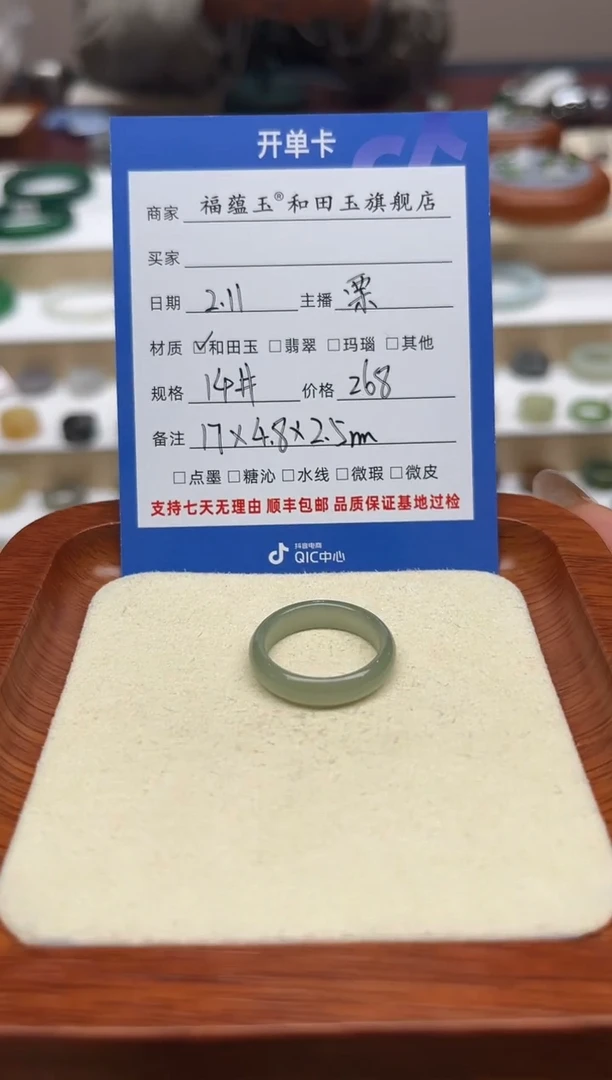 开单卡
商家 福蕴玉®和田玉旗舰店
买家
日期 2.11 主播 栗
材质 ☑和田玉 □翡翠 □玛瑙 □其他
规格 14# 价格 268
备注 17×4.8×2.5m
□点墨 □糖沁 □水线 □微瑕 □微皮
支持七天无理由 顺丰包邮 品质保证基地过检
抖音电商
QIC中心